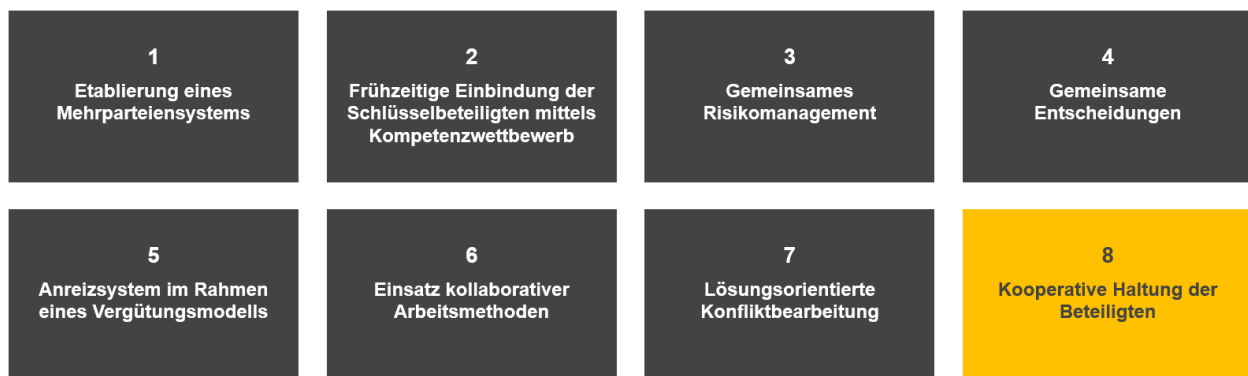 1
Etablierung eines
Mehrparteiensystems
2
Frühzeitige Einbindung der
Schlüsselbeteiligten mittels
Kompetenzwettbewerb
3
Gemeinsames
Risikomanagement
4
Gemeinsame
Entscheidungen
5
Anreizsystem im Rahmen
eines Vergütungsmodells
6
Einsatz kollaborativer
Arbeitsmethoden
7
Lösungsorientierte
Konfliktbearbeitung
8
Kooperative Haltung der
Beteiligten